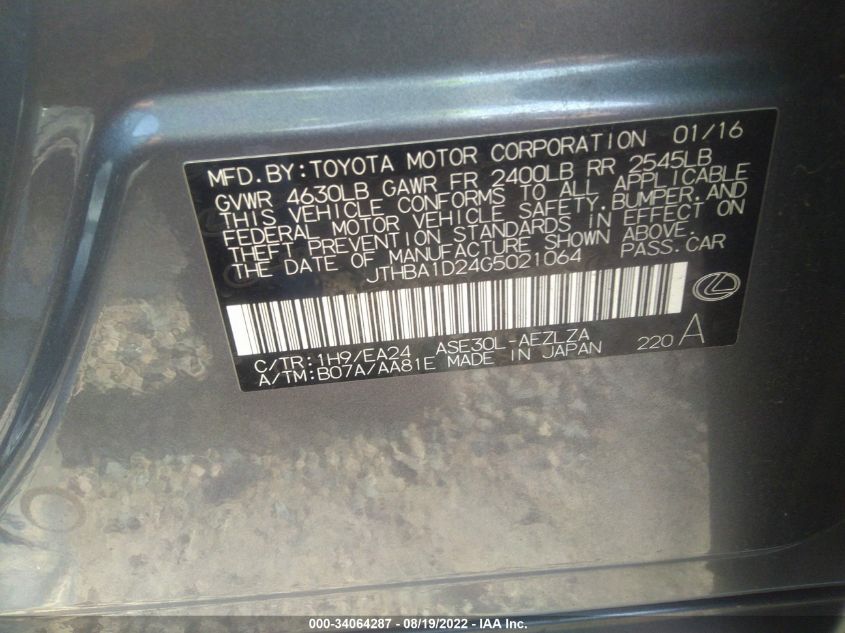 MFD.BY:TOYOTA MOTOR CORPORATION 01/16
GVWR 4630LB GAWR FR 2400LB RR 2545LB
THIS VEHICLE CONFORMS TO ALL APPLICABLE
FEDERAL MOTOR VEHICLE SAFETY,BUMPER,AND
THEFT PREVENTION STANDARDS IN EFFECT ON
THE DATE OF MANUFACTURE SHOWN ABOVE.
JTHBA1D24G5021064 PASS.CAR
C/TR:1H9/EA24 ASE30L-AEZLZA
A/TM:B07A/AA81E MADE IN JAPAN 220 A
000-34064287 - 08/19/2022 - IAA Inc.